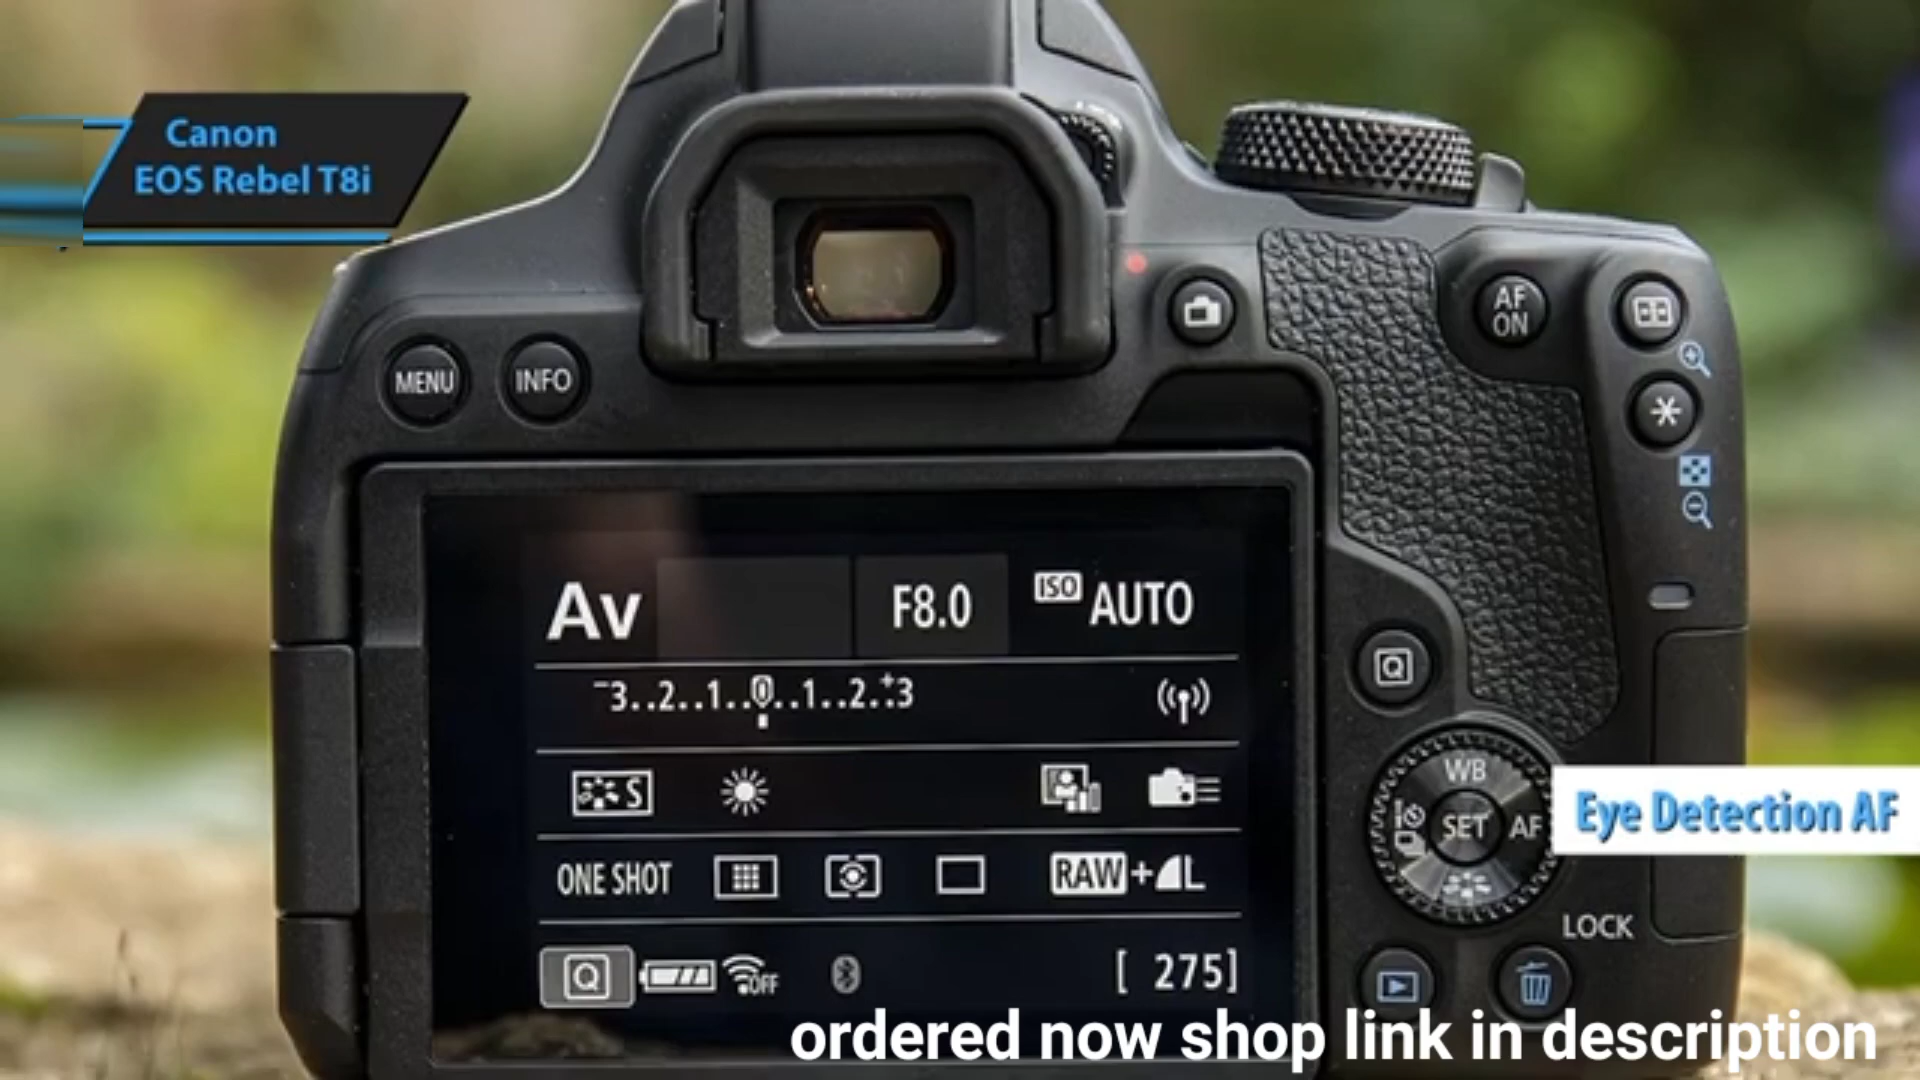 Canon
EOS Rebel T8i
MENU
INFO
AF
ON
Av
F8.0
ISO AUTO
-3..2..1..0..1..2.:+3
S
ONE SHOT
RAW+L
Q
OFF
[ 275]
Q
WB
SET
AF
LOCK
Eye Detection AF
ordered now shop link in description